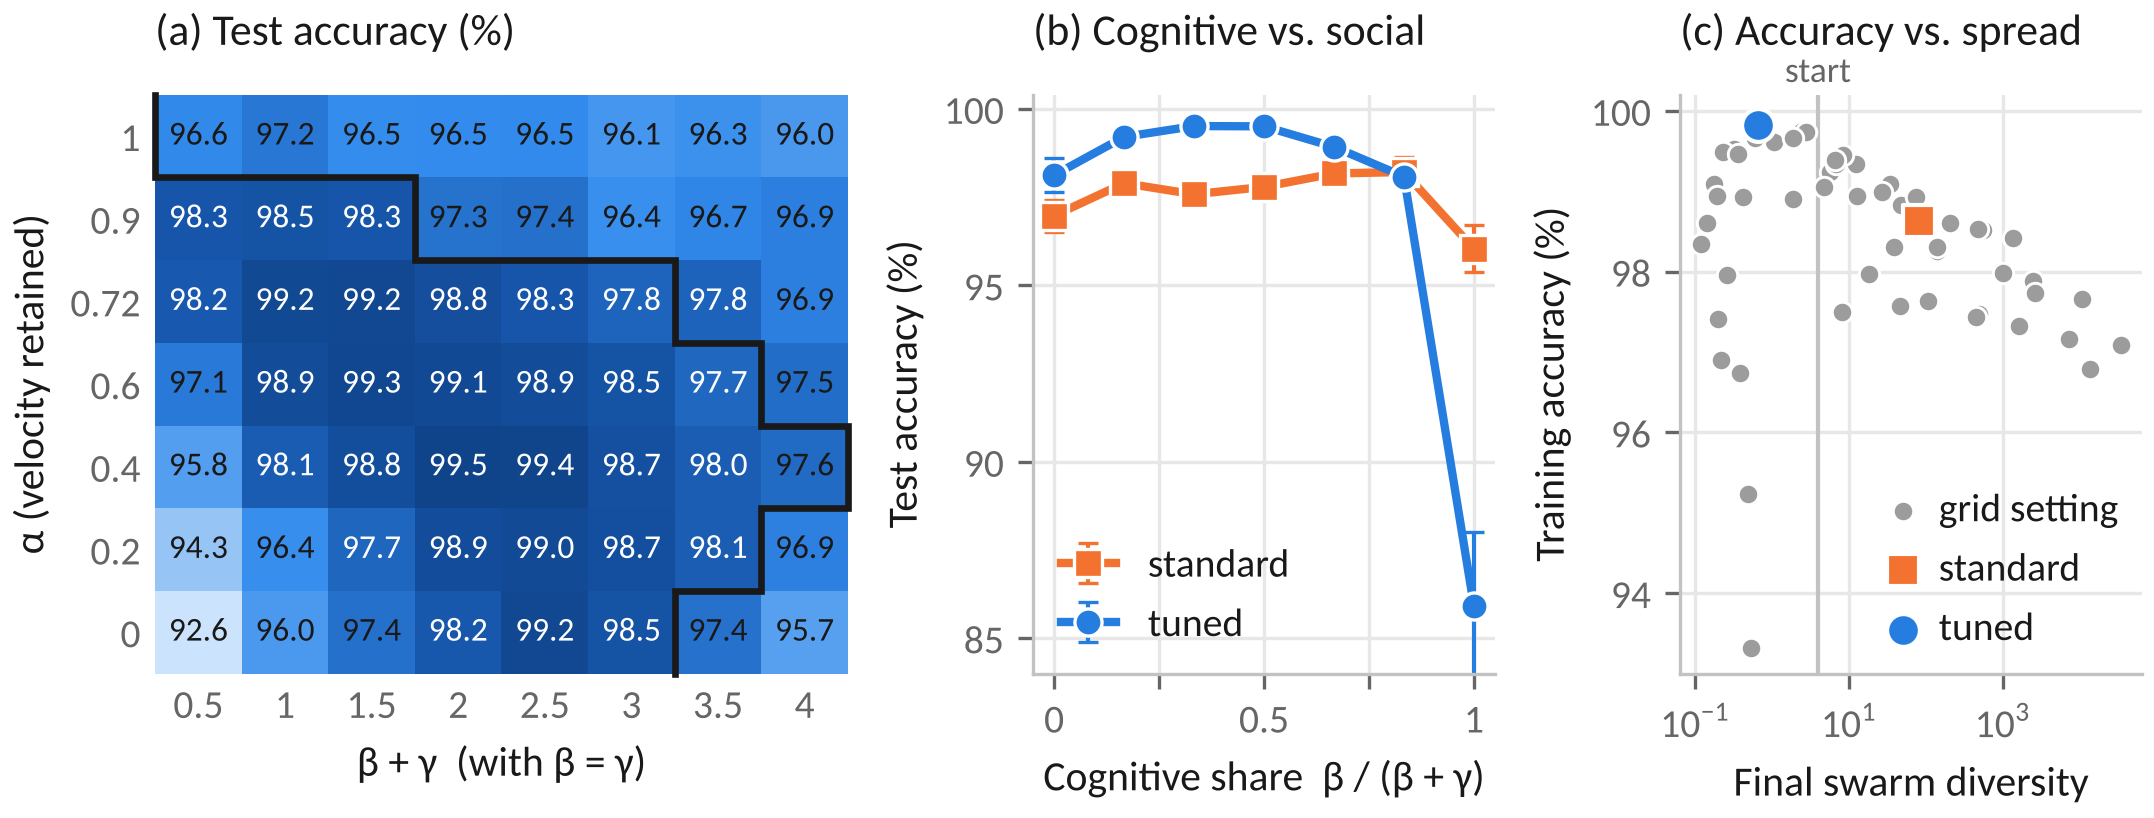 (a) Test accuracy (%)
α (velocity retained)
1 96.6 97.2 96.5 96.5 96.5 96.1 96.3 96.0
0.9 98.3 98.5 98.3 97.3 97.4 96.4 96.7 96.9
0.72 98.2 99.2 99.2 98.8 98.3 97.8 97.8 96.9
0.6 97.1 98.9 99.3 99.1 98.9 98.5 97.7 97.5
0.4 95.8 98.1 98.8 99.5 99.4 98.7 98.0 97.6
0.2 94.3 96.4 97.7 98.9 99.0 98.7 98.1 96.9
0 92.6 96.0 97.4 98.2 99.2 98.5 97.4 95.7
0.5 1 1.5 2 2.5 3 3.5 4
β + γ (with β = γ)
(b) Cognitive vs. social
Test accuracy (%)
100
95
90
85
standard
tuned
0 0.5 1
Cognitive share β / (β + γ)
(c) Accuracy vs. spread
start
Training accuracy (%)
100
98
96
94
grid setting
standard
tuned
10⁻¹ 10¹ 10³
Final swarm diversity